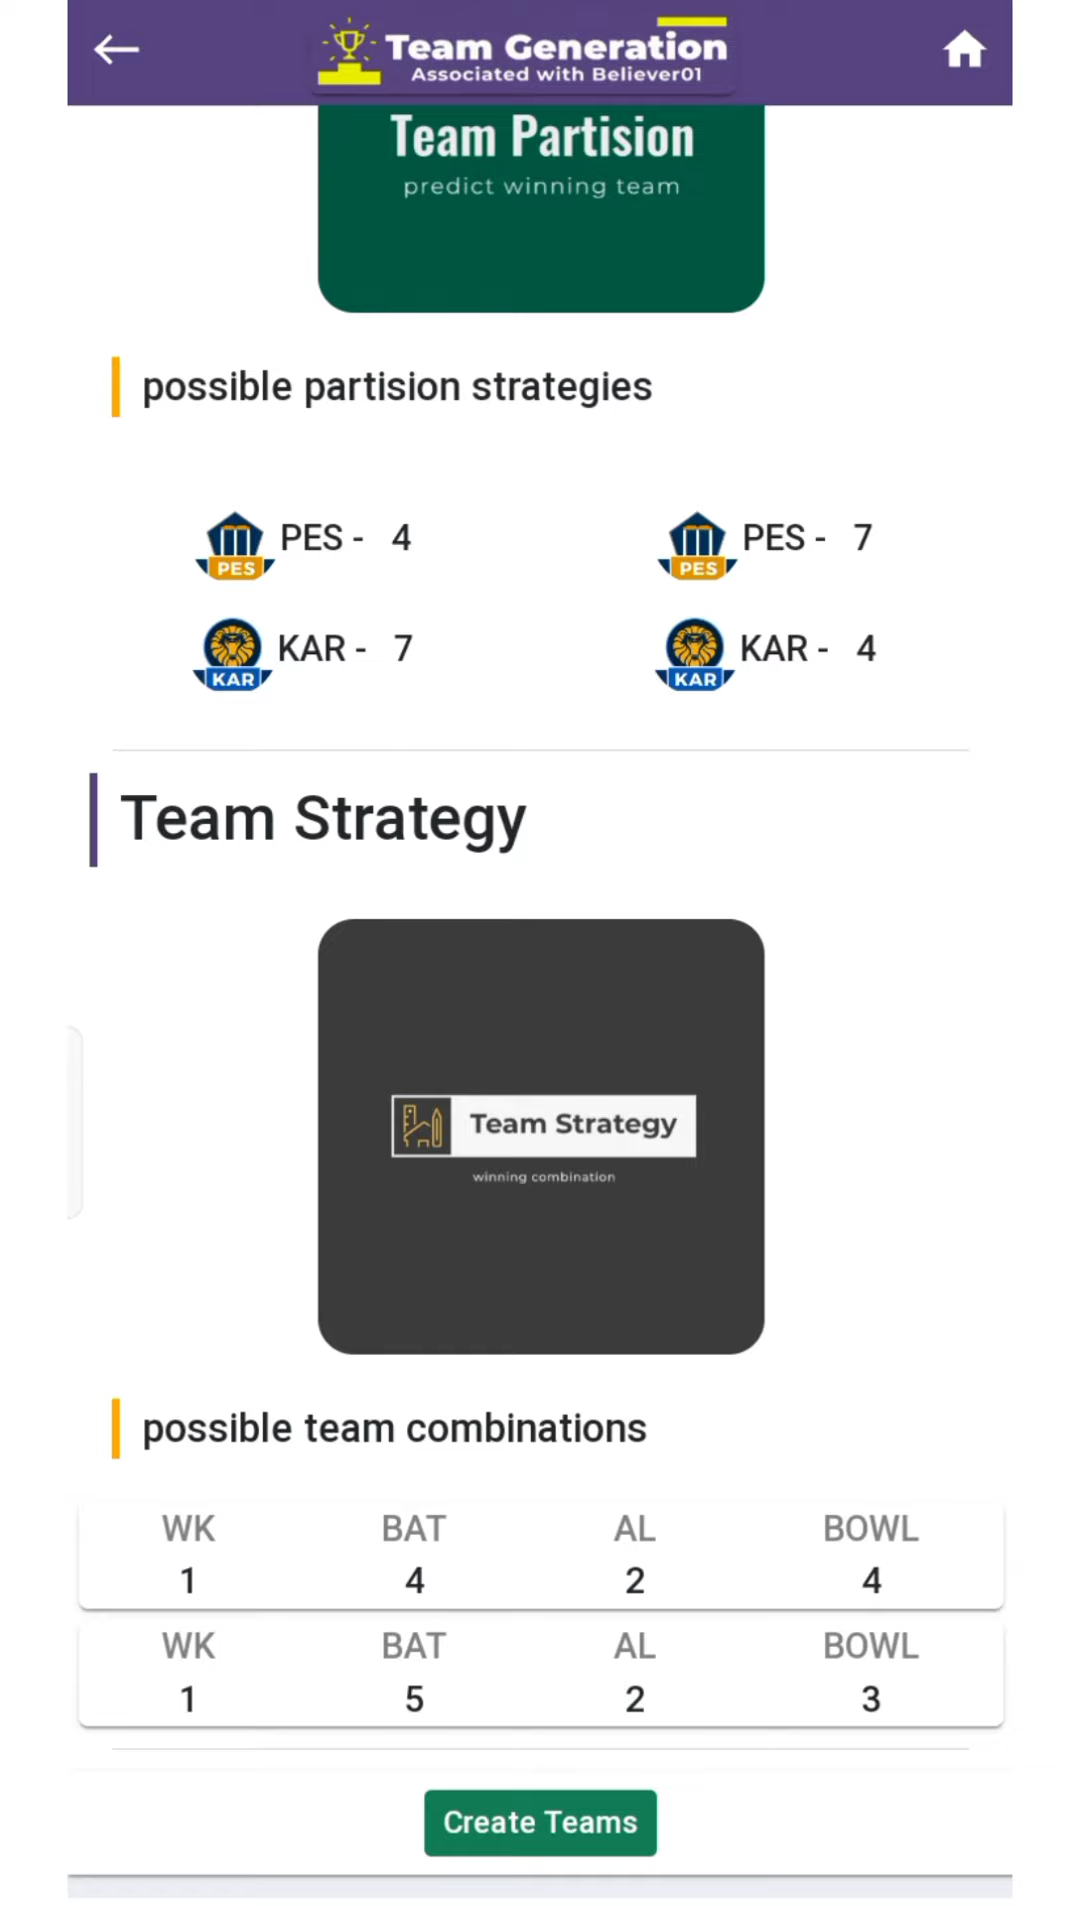 Team Generation
Associated with Believer01
Team Partision
predict winning team
possible partision strategies
PES - 4
PES - 7
PES
PES
KAR - 7
KAR - 4
KAR
KAR
Team Strategy
Team Strategy
winning combination
possible team combinations
WK BAT AL BOWL
1 4 2 4
WK BAT AL BOWL
1 5 2 3
Create Teams